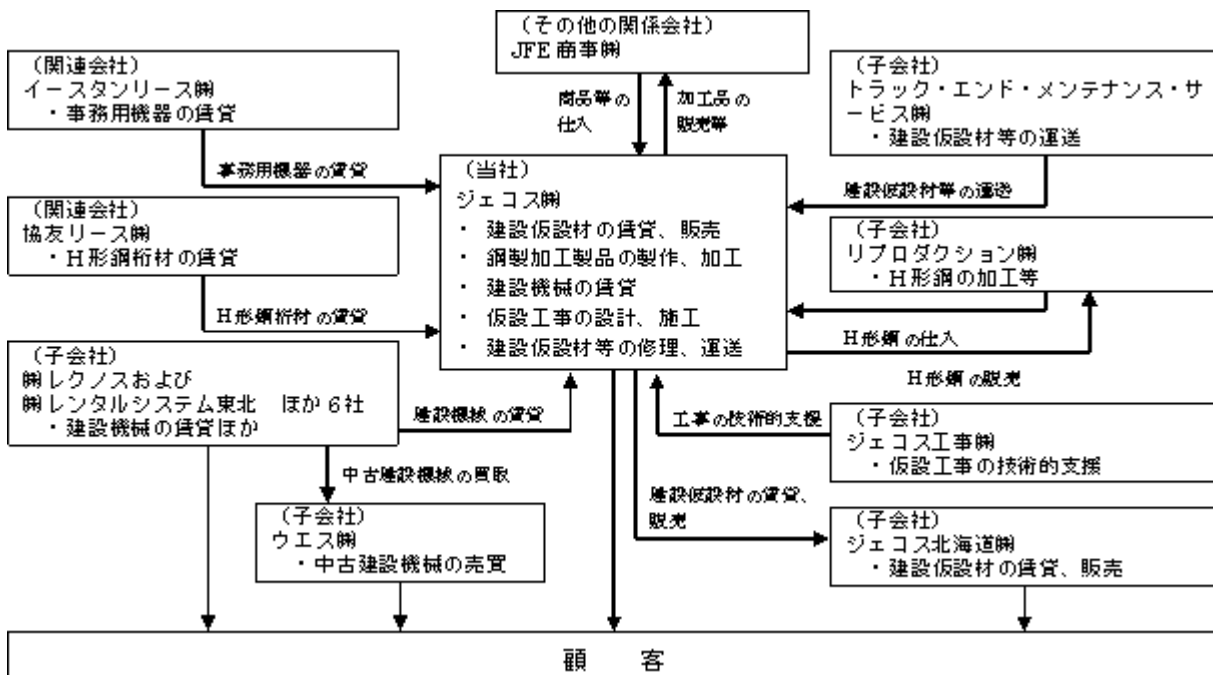 (その他の関係会社)
JFE商事㈱
商品等の
仕入
加工品の
販売等
(関連会社)
イースタンリース㈱
・事務用機器の賃貸
事務用機器の賃貸
(関連会社)
協友リース㈱
・H形鋼桁材の賃貸
H形鋼桁材の賃貸
(子会社)
㈱レクノスおよび
㈱レンタルシステム東北 ほか6社
・建設機械の賃貸ほか
建設機械の賃貸
中古建設機械の買取
(子会社)
ウエス㈱
・中古建設機械の売買
(当社)
ジェコス㈱
・ 建設仮設材の賃貸、販売
・ 鋼製加工製品の製作、加工
・ 建設機械の賃貸
・ 仮設工事の設計、施工
・ 建設仮設材等の修理、運送
(子会社)
トラック・エンド・メンテナンス・サ
ービス㈱
・建設仮設材等の運送
建設仮設材等の運送
(子会社)
リプロダクション㈱
・H形鋼の加工等
H形鋼の仕入
H形鋼の販売
(子会社)
ジェコス工事㈱
・仮設工事の技術的支援
工事の技術的支援
建設仮設材の賃貸、
販売
(子会社)
ジェコス北海道㈱
・建設仮設材の賃貸、販売
顧 客